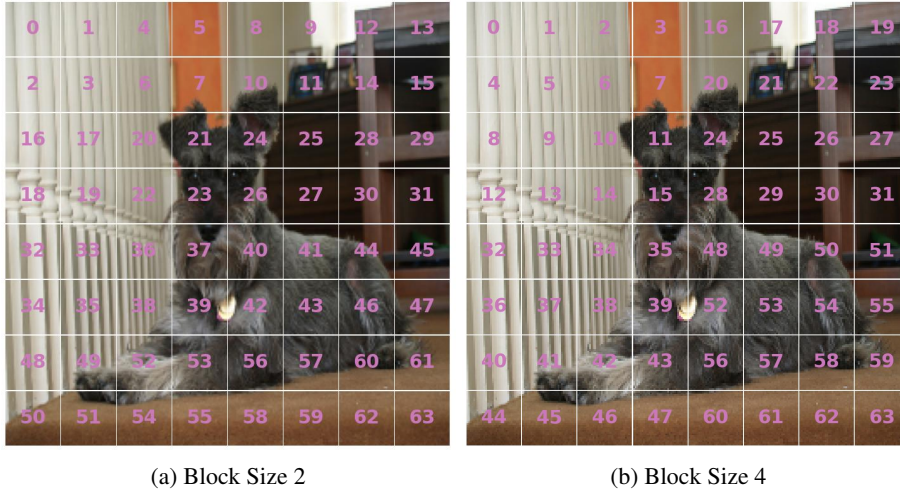 0 1 4 5 8 9 12 13 0 1 2 3 16 17 18 19
2 3 6 7 10 11 14 15 4 5 6 7 20 21 22 23
16 17 20 21 24 25 28 29 8 9 10 11 24 25 26 27
18 19 22 23 26 27 30 31 12 13 14 15 28 29 30 31
32 33 36 37 40 41 44 45 32 33 34 35 48 49 50 51
34 35 38 39 42 43 46 47 36 37 38 39 52 53 54 55
48 49 52 53 56 57 60 61 40 41 42 43 56 57 58 59
50 51 54 55 58 59 62 63 44 45 46 47 60 61 62 63
(a) Block Size 2 (b) Block Size 4